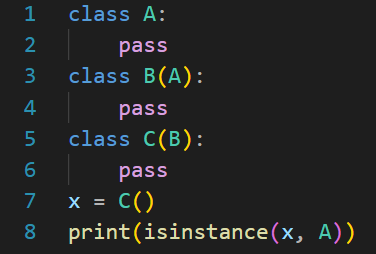 1 class A:
2     pass
3 class B(A):
4     pass
5 class C(B):
6     pass
7 x = C()
8 print(isinstance(x, A))